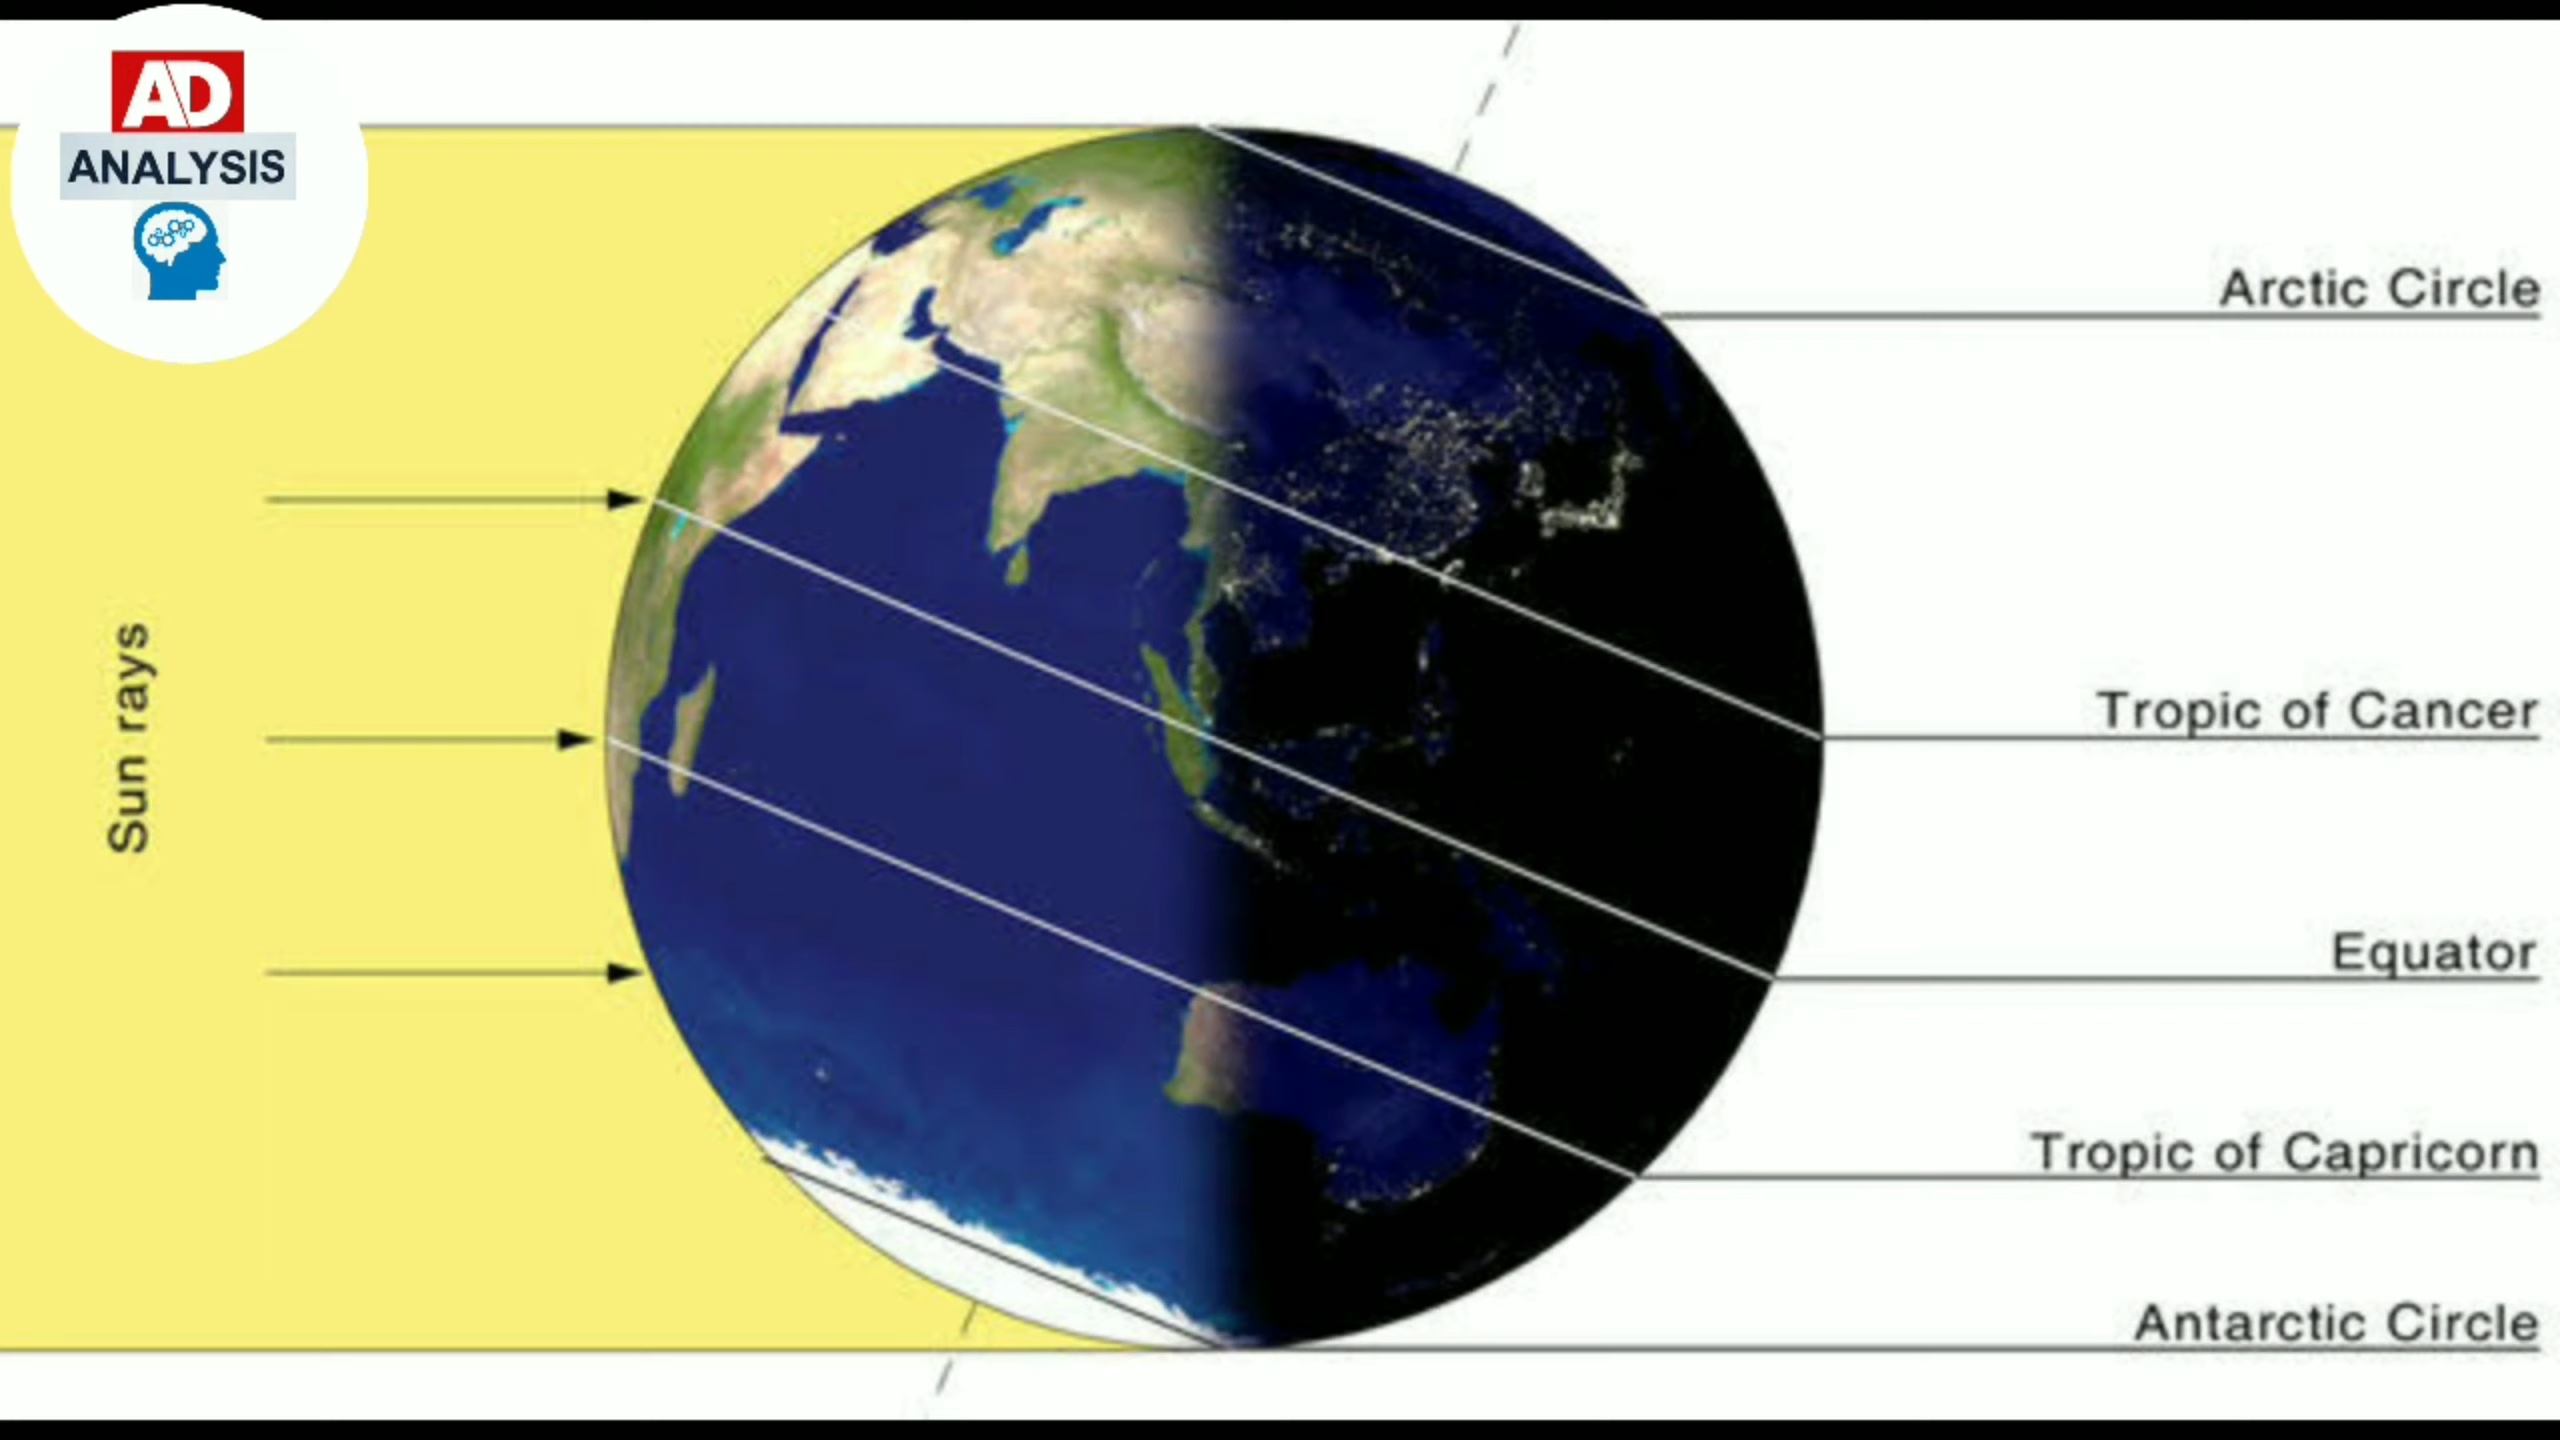 AD
ANALYSIS
Sun rays
Arctic Circle
Tropic of Cancer
Equator
Tropic of Capricorn
Antarctic Circle